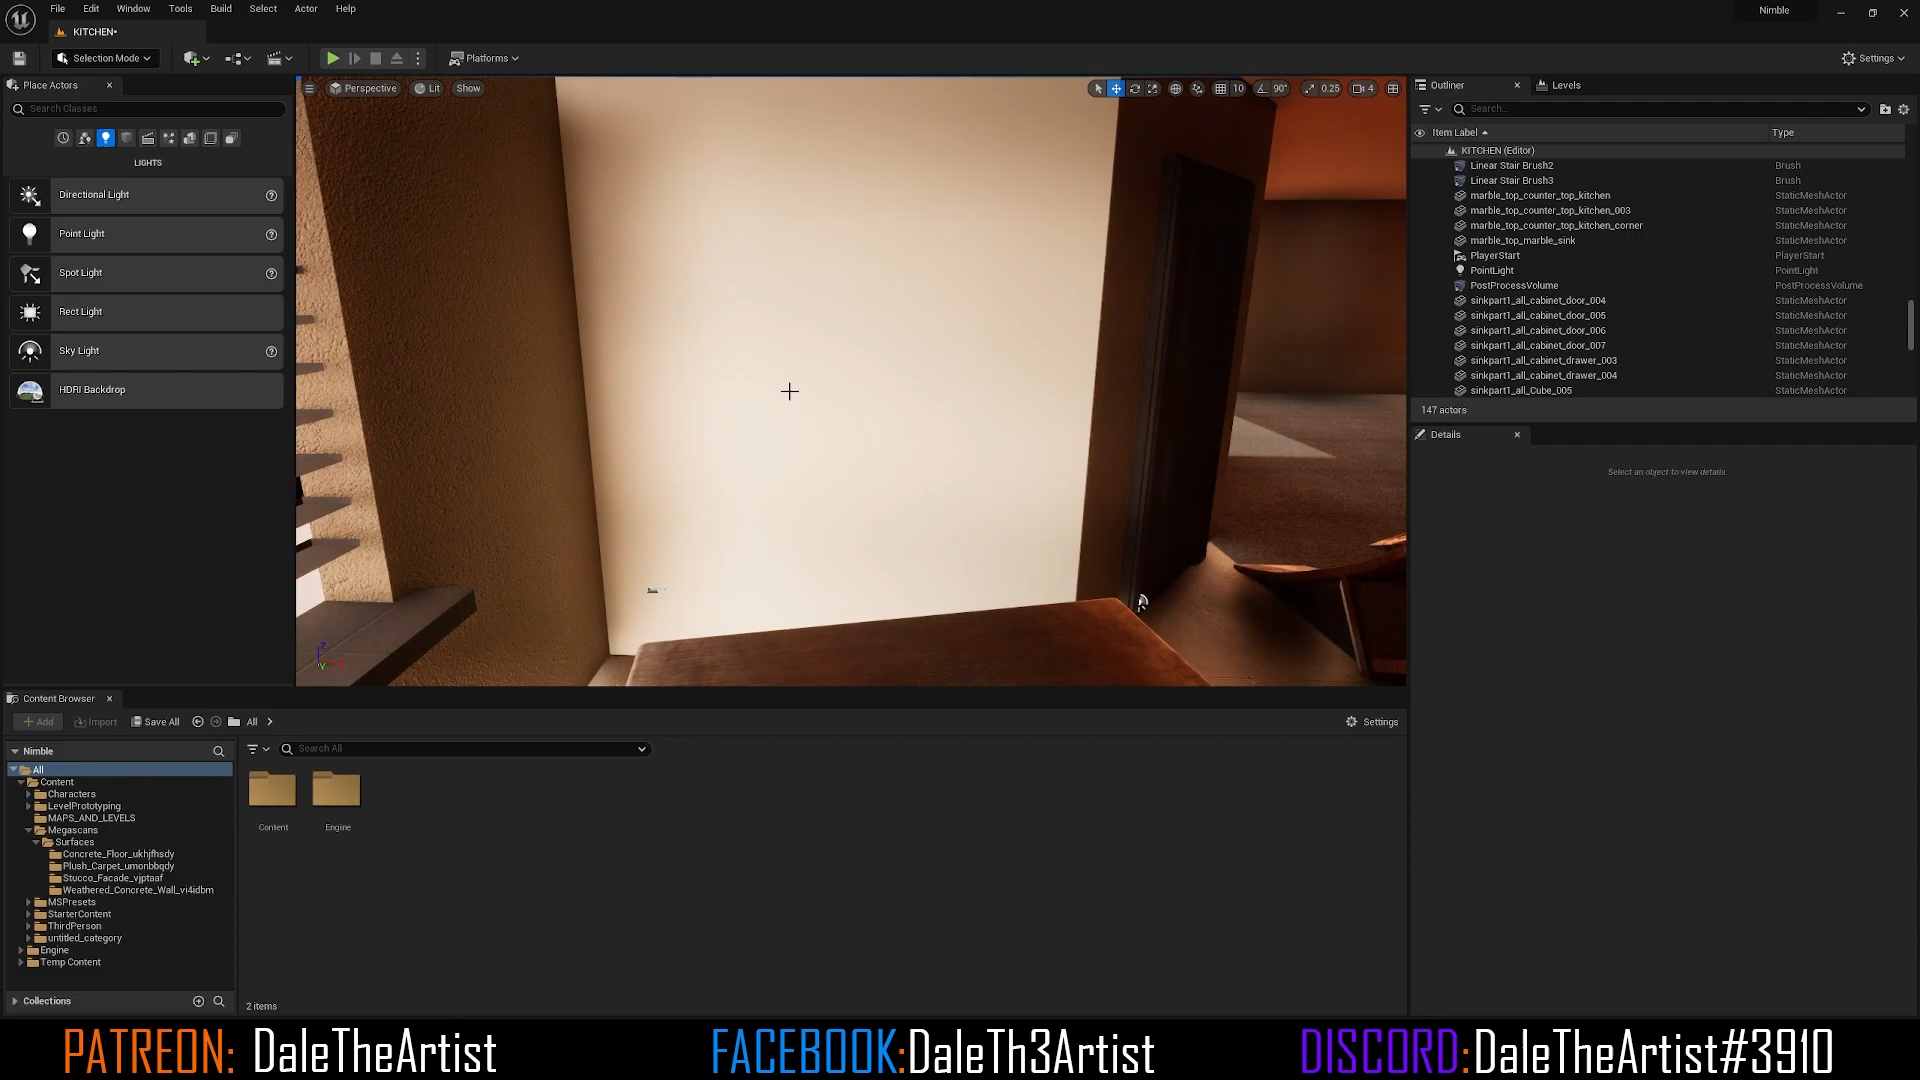 File Edit Window Tools Build Select Actor Help
Nimble
KITCHEN•
Selection Mode
Platforms
Settings
Place Actors
Search Classes
LIGHTS
Directional Light
Point Light
Spot Light
Rect Light
Sky Light
HDRI Backdrop
Perspective
Lit
Show
10
90°
0.25
4
Z
X
Y
Outliner
Levels
Search...
Item Label
Type
KITCHEN (Editor)
Linear Stair Brush2 Brush
Linear Stair Brush3 Brush
marble_top_counter_top_kitchen StaticMeshActor
marble_top_counter_top_kitchen_003 StaticMeshActor
marble_top_counter_top_kitchen_corner StaticMeshActor
marble_top_marble_sink StaticMeshActor
PlayerStart PlayerStart
PointLight PointLight
PostProcessVolume PostProcessVolume
sinkpart1_all_cabinet_door_004 StaticMeshActor
sinkpart1_all_cabinet_door_005 StaticMeshActor
sinkpart1_all_cabinet_door_006 StaticMeshActor
sinkpart1_all_cabinet_door_007 StaticMeshActor
sinkpart1_all_cabinet_drawer_003 StaticMeshActor
sinkpart1_all_cabinet_drawer_004 StaticMeshActor
sinkpart1_all_Cube_005 StaticMeshActor
147 actors
Details
Select an object to view details.
Content Browser
Add
Import
Save All
All
Settings
Nimble
Search All
All
Content
Characters
LevelPrototyping
MAPS_AND_LEVELS
Megascans
Surfaces
Concrete_Floor_ukhjfhsdy
Plush_Carpet_umonbbqdy
Stucco_Facade_vjptaaf
Weathered_Concrete_Wall_vi4idbm
MSPresets
StarterContent
ThirdPerson
untitled_category
Engine
Temp Content
Content
Engine
Collections
2 items
PATREON: DaleTheArtist
FACEBOOK:DaleTh3Artist
DISCORD:DaleTheArtist#3910